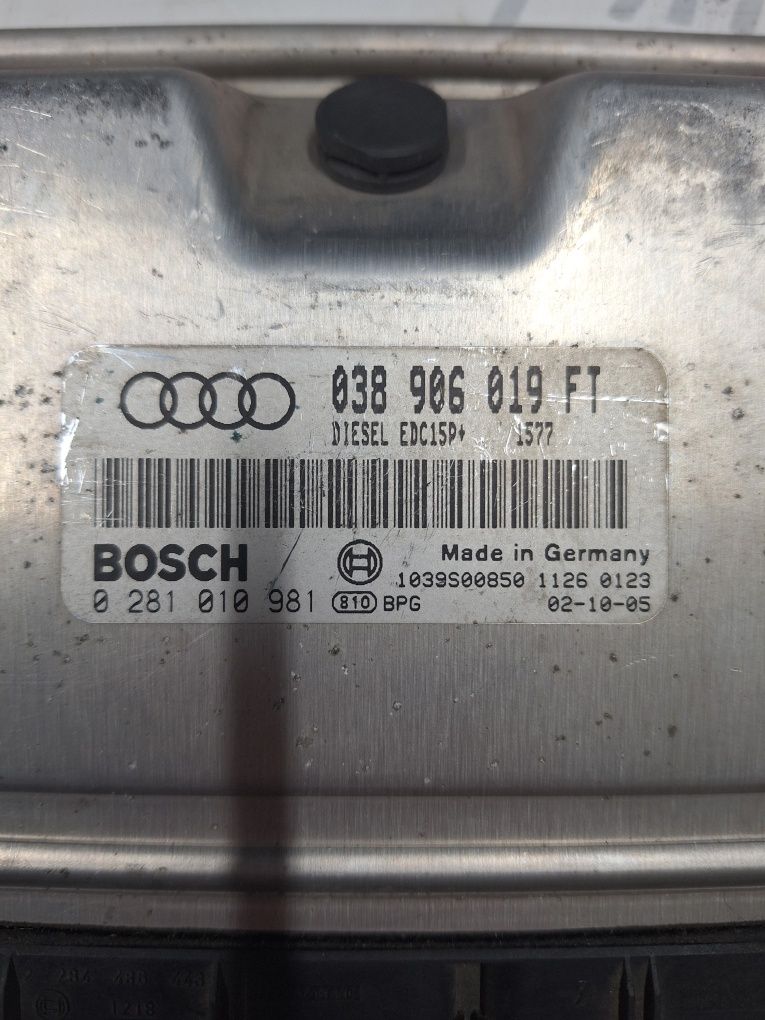 038 906 019 FT
DIESEL EDC15P+ 1577
BOSCH
Made in Germany
1039S00850 1126 0123
0 281 010 981 810 BPG 02-10-05
1218